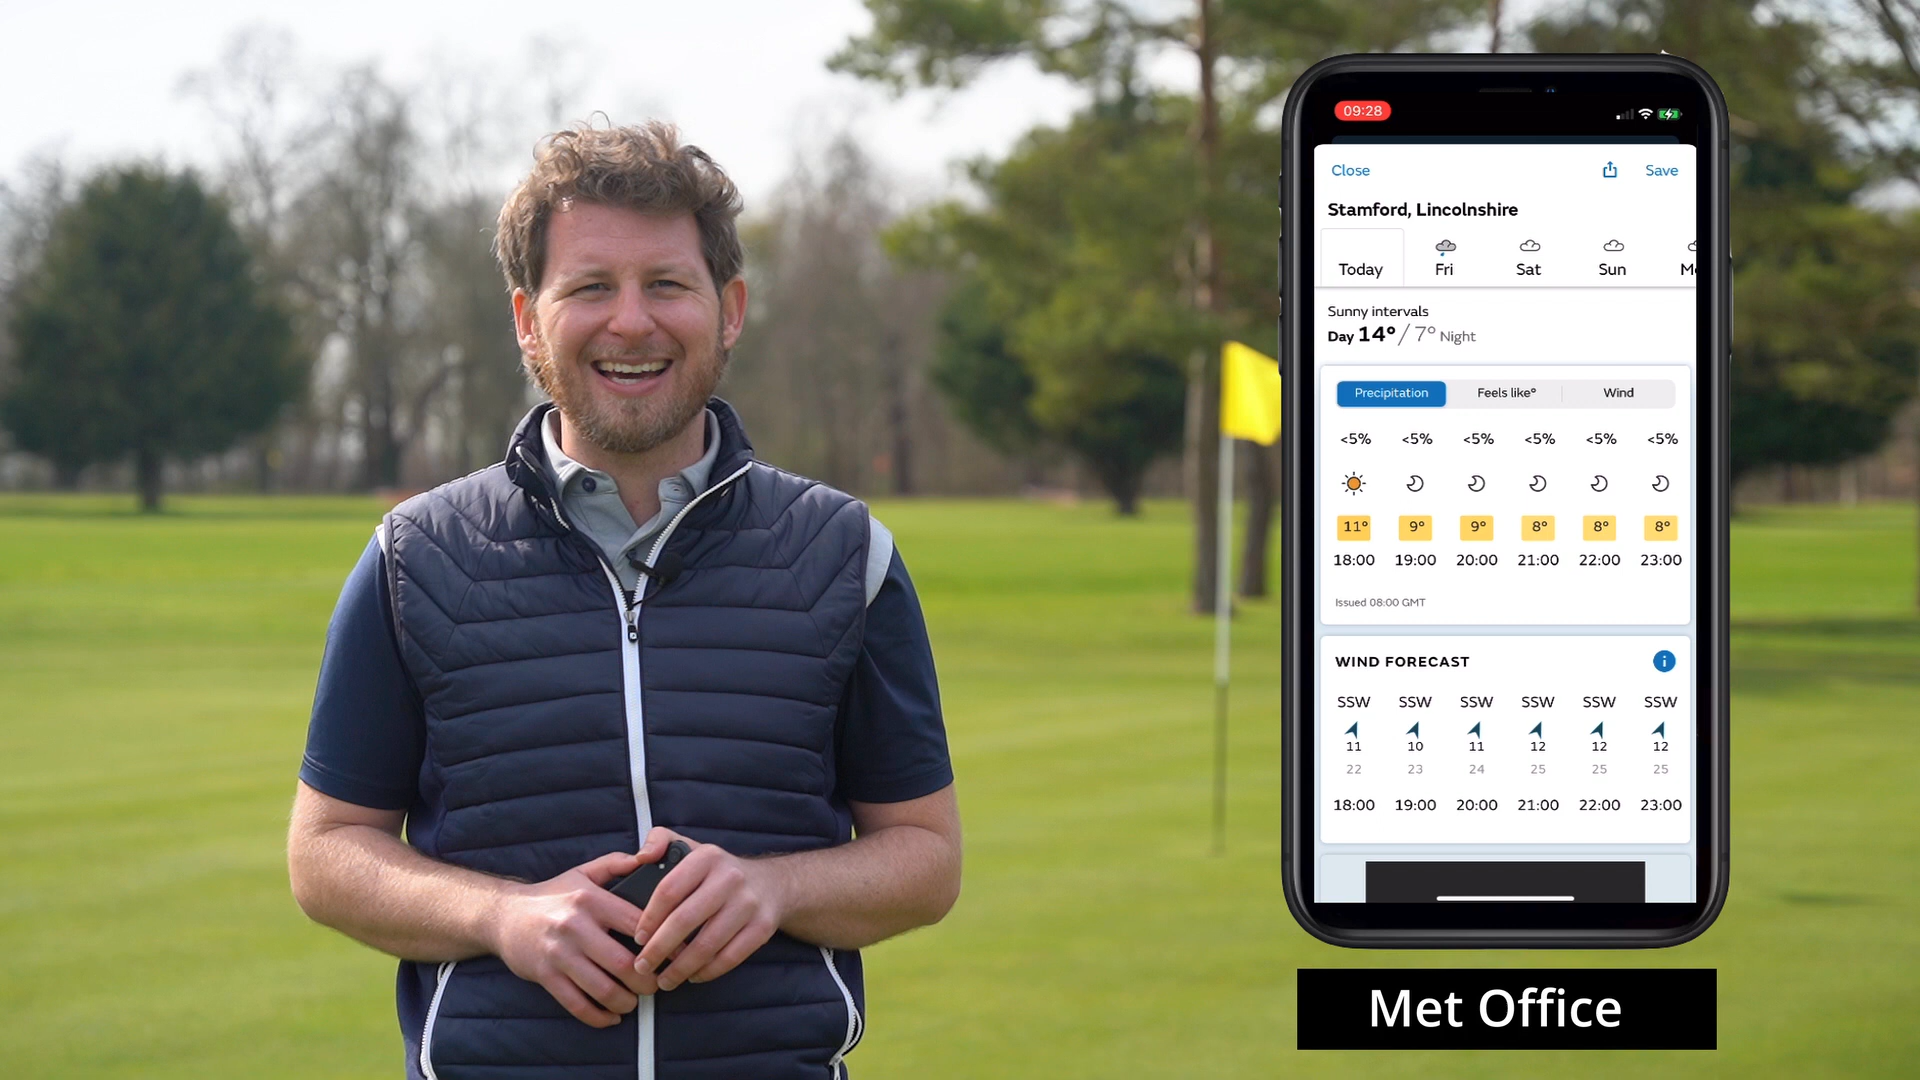 09:28
Close Save
Stamford, Lincolnshire
Today Fri Sat Sun
Sunny intervals
Day 14° / 7° Night
Precipitation Feels like° Wind
<5% <5% <5% <5% <5% <5%
11° 9° 9° 8° 8° 8°
18:00 19:00 20:00 21:00 22:00 23:00
Issued 08:00 GMT
WIND FORECAST
SSW SSW SSW SSW SSW SSW
11 10 11 12 12 12
22 23 24 25 25 25
18:00 19:00 20:00 21:00 22:00 23:00
Met Office